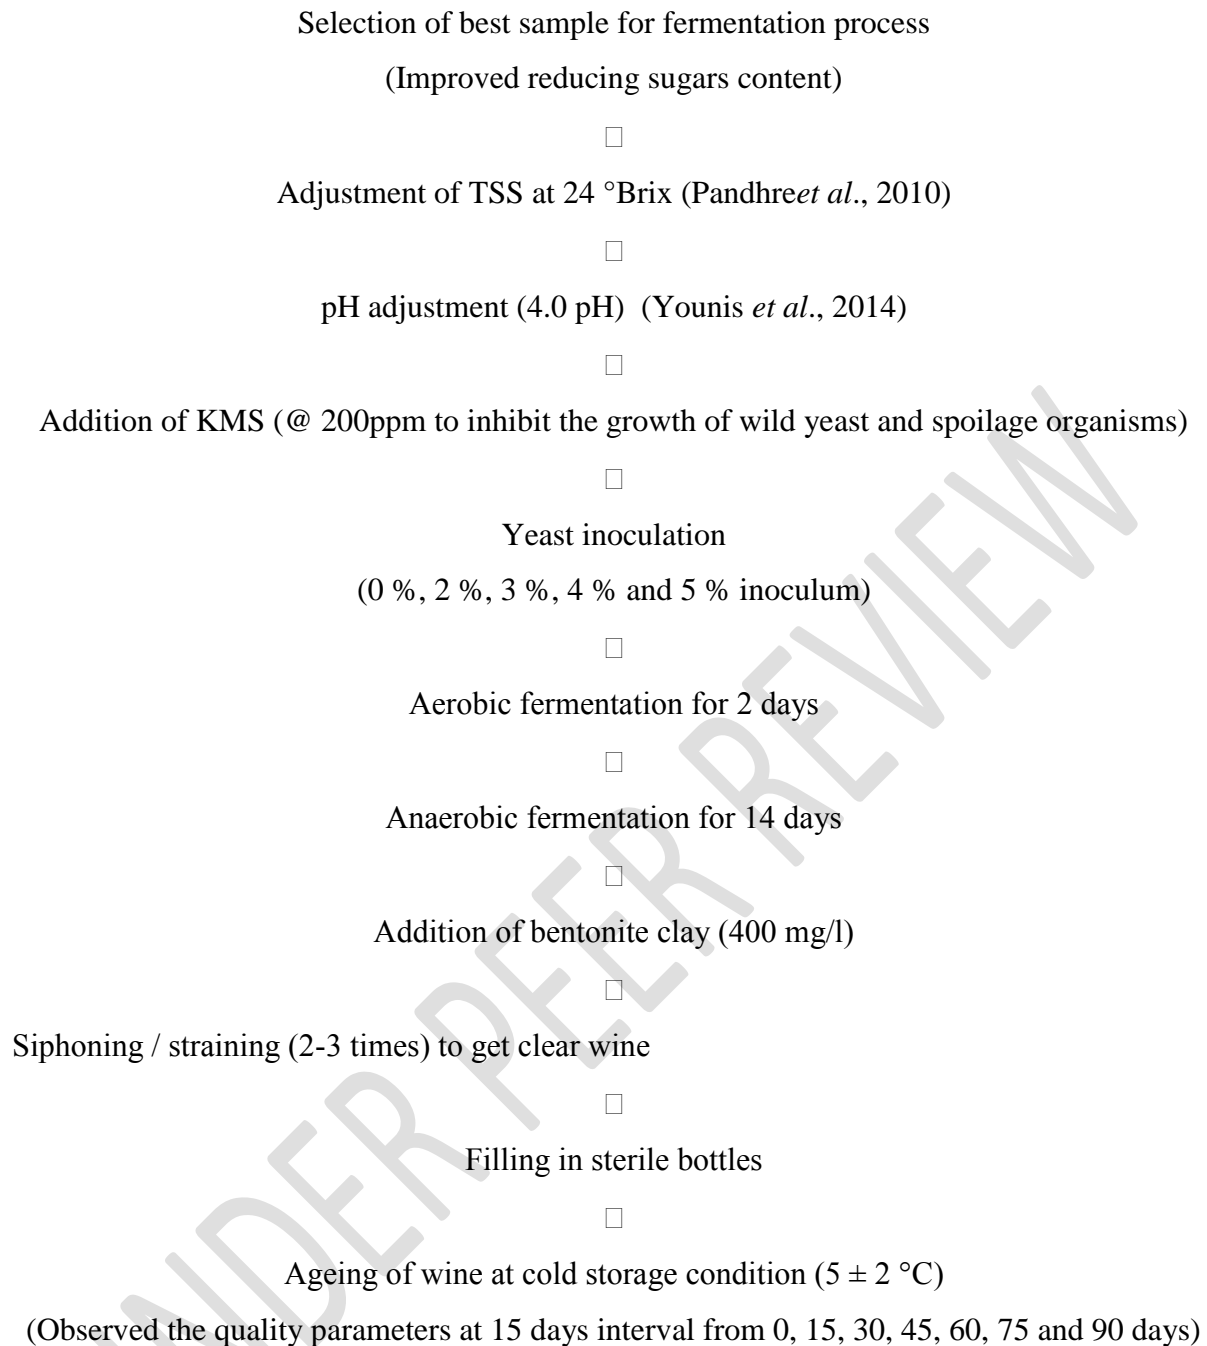 Selection of best sample for fermentation process
(Improved reducing sugars content)
Adjustment of TSS at 24 °Brix (Pandhreet al., 2010)
pH adjustment (4.0 pH) (Younis et al., 2014)
Addition of KMS (@ 200ppm to inhibit the growth of wild yeast and spoilage organisms)
Yeast inoculation
(0 %, 2 %, 3 %, 4 % and 5 % inoculum)
Aerobic fermentation for 2 days
Anaerobic fermentation for 14 days
Addition of bentonite clay (400 mg/l)
Siphoning / straining (2-3 times) to get clear wine
Filling in sterile bottles
Ageing of wine at cold storage condition (5 ± 2 °C)
(Observed the quality parameters at 15 days interval from 0, 15, 30, 45, 60, 75 and 90 days)
NDER PEER REVIEW